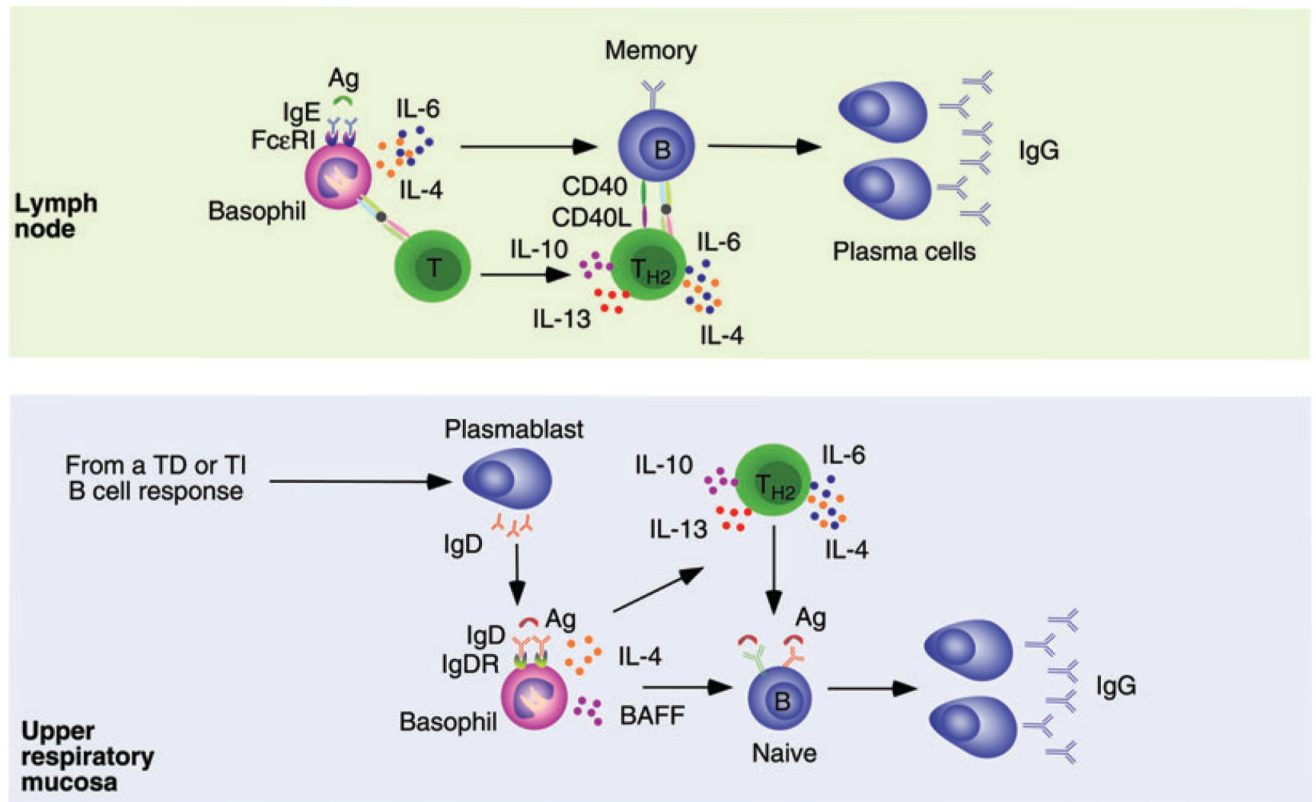 Memory
Ag
IgE
FcεRI
IL-6
IL-4
Basophil
B
CD40
CD40L
T
IL-10
IL-13
TH2
IL-6
IL-4
IgG
Plasma cells
Lymph
node
From a TD or TI
B cell response
Plasmablast
IgD
IL-10
IL-13
TH2
IL-6
IL-4
Ag
IgD
IgDR
IL-4
BAFF
Basophil
Ag
B
Naive
IgG
Upper
respiratory
mucosa